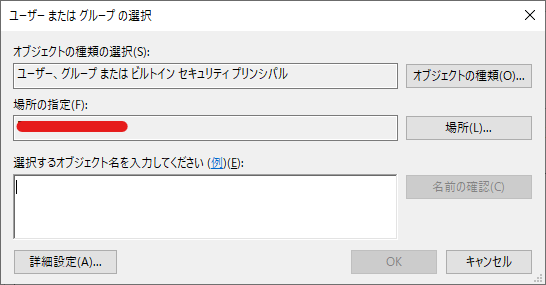 ユーザー または グループ の選択
オブジェクトの種類の選択(S):
ユーザー、グループ または ビルトイン セキュリティ プリンシパル
オブジェクトの種類(O)...
場所の指定(F):
場所(L)...
選択するオブジェクト名を入力してください (例)(E):
名前の確認(C)
詳細設定(A)...
OK
キャンセル